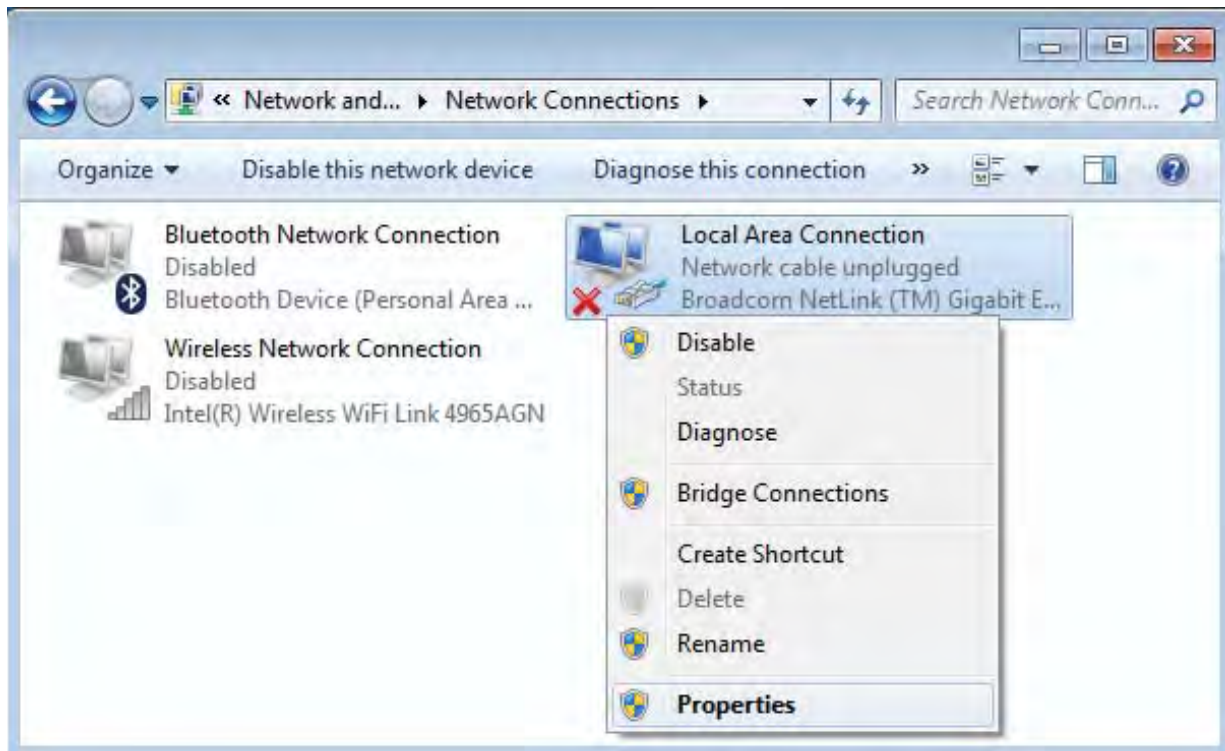 « Network and... ▸ Network Connections ▸
Search Network Conn...
Organize ▾ Disable this network device Diagnose this connection »
Bluetooth Network Connection
Disabled
Bluetooth Device (Personal Area ...
Local Area Connection
Network cable unplugged
Broadcom NetLink (TM) Gigabit E...
Wireless Network Connection
Disabled
Intel(R) Wireless WiFi Link 4965AGN
Disable
Status
Diagnose
Bridge Connections
Create Shortcut
Delete
Rename
Properties